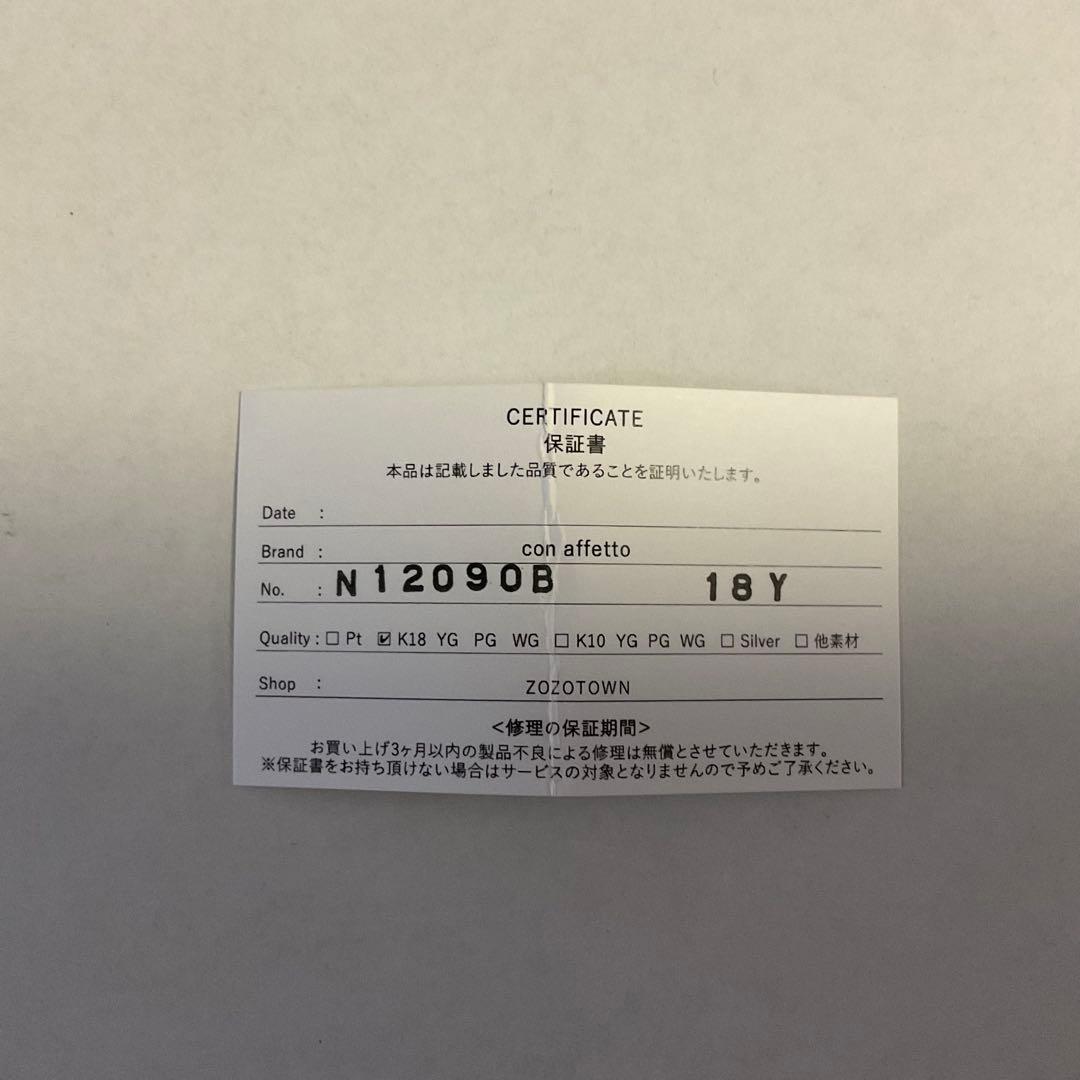 CERTIFICATE
保証書
本品は記載しました品質であることを証明いたします。
Date :
Brand : con affetto
No. : N12090B 18Y
Quality : ☐ Pt ☑ K18 YG PG WG ☐ K10 YG PG WG ☐ Silver ☐ 他素材
Shop : ZOZOTOWN
<修理の保証期間>
お買い上げ3ヶ月以内の製品不良による修理は無償とさせていただきます。
※保証書をお持ち頂けない場合はサービスの対象となりませんので予めご了承ください。